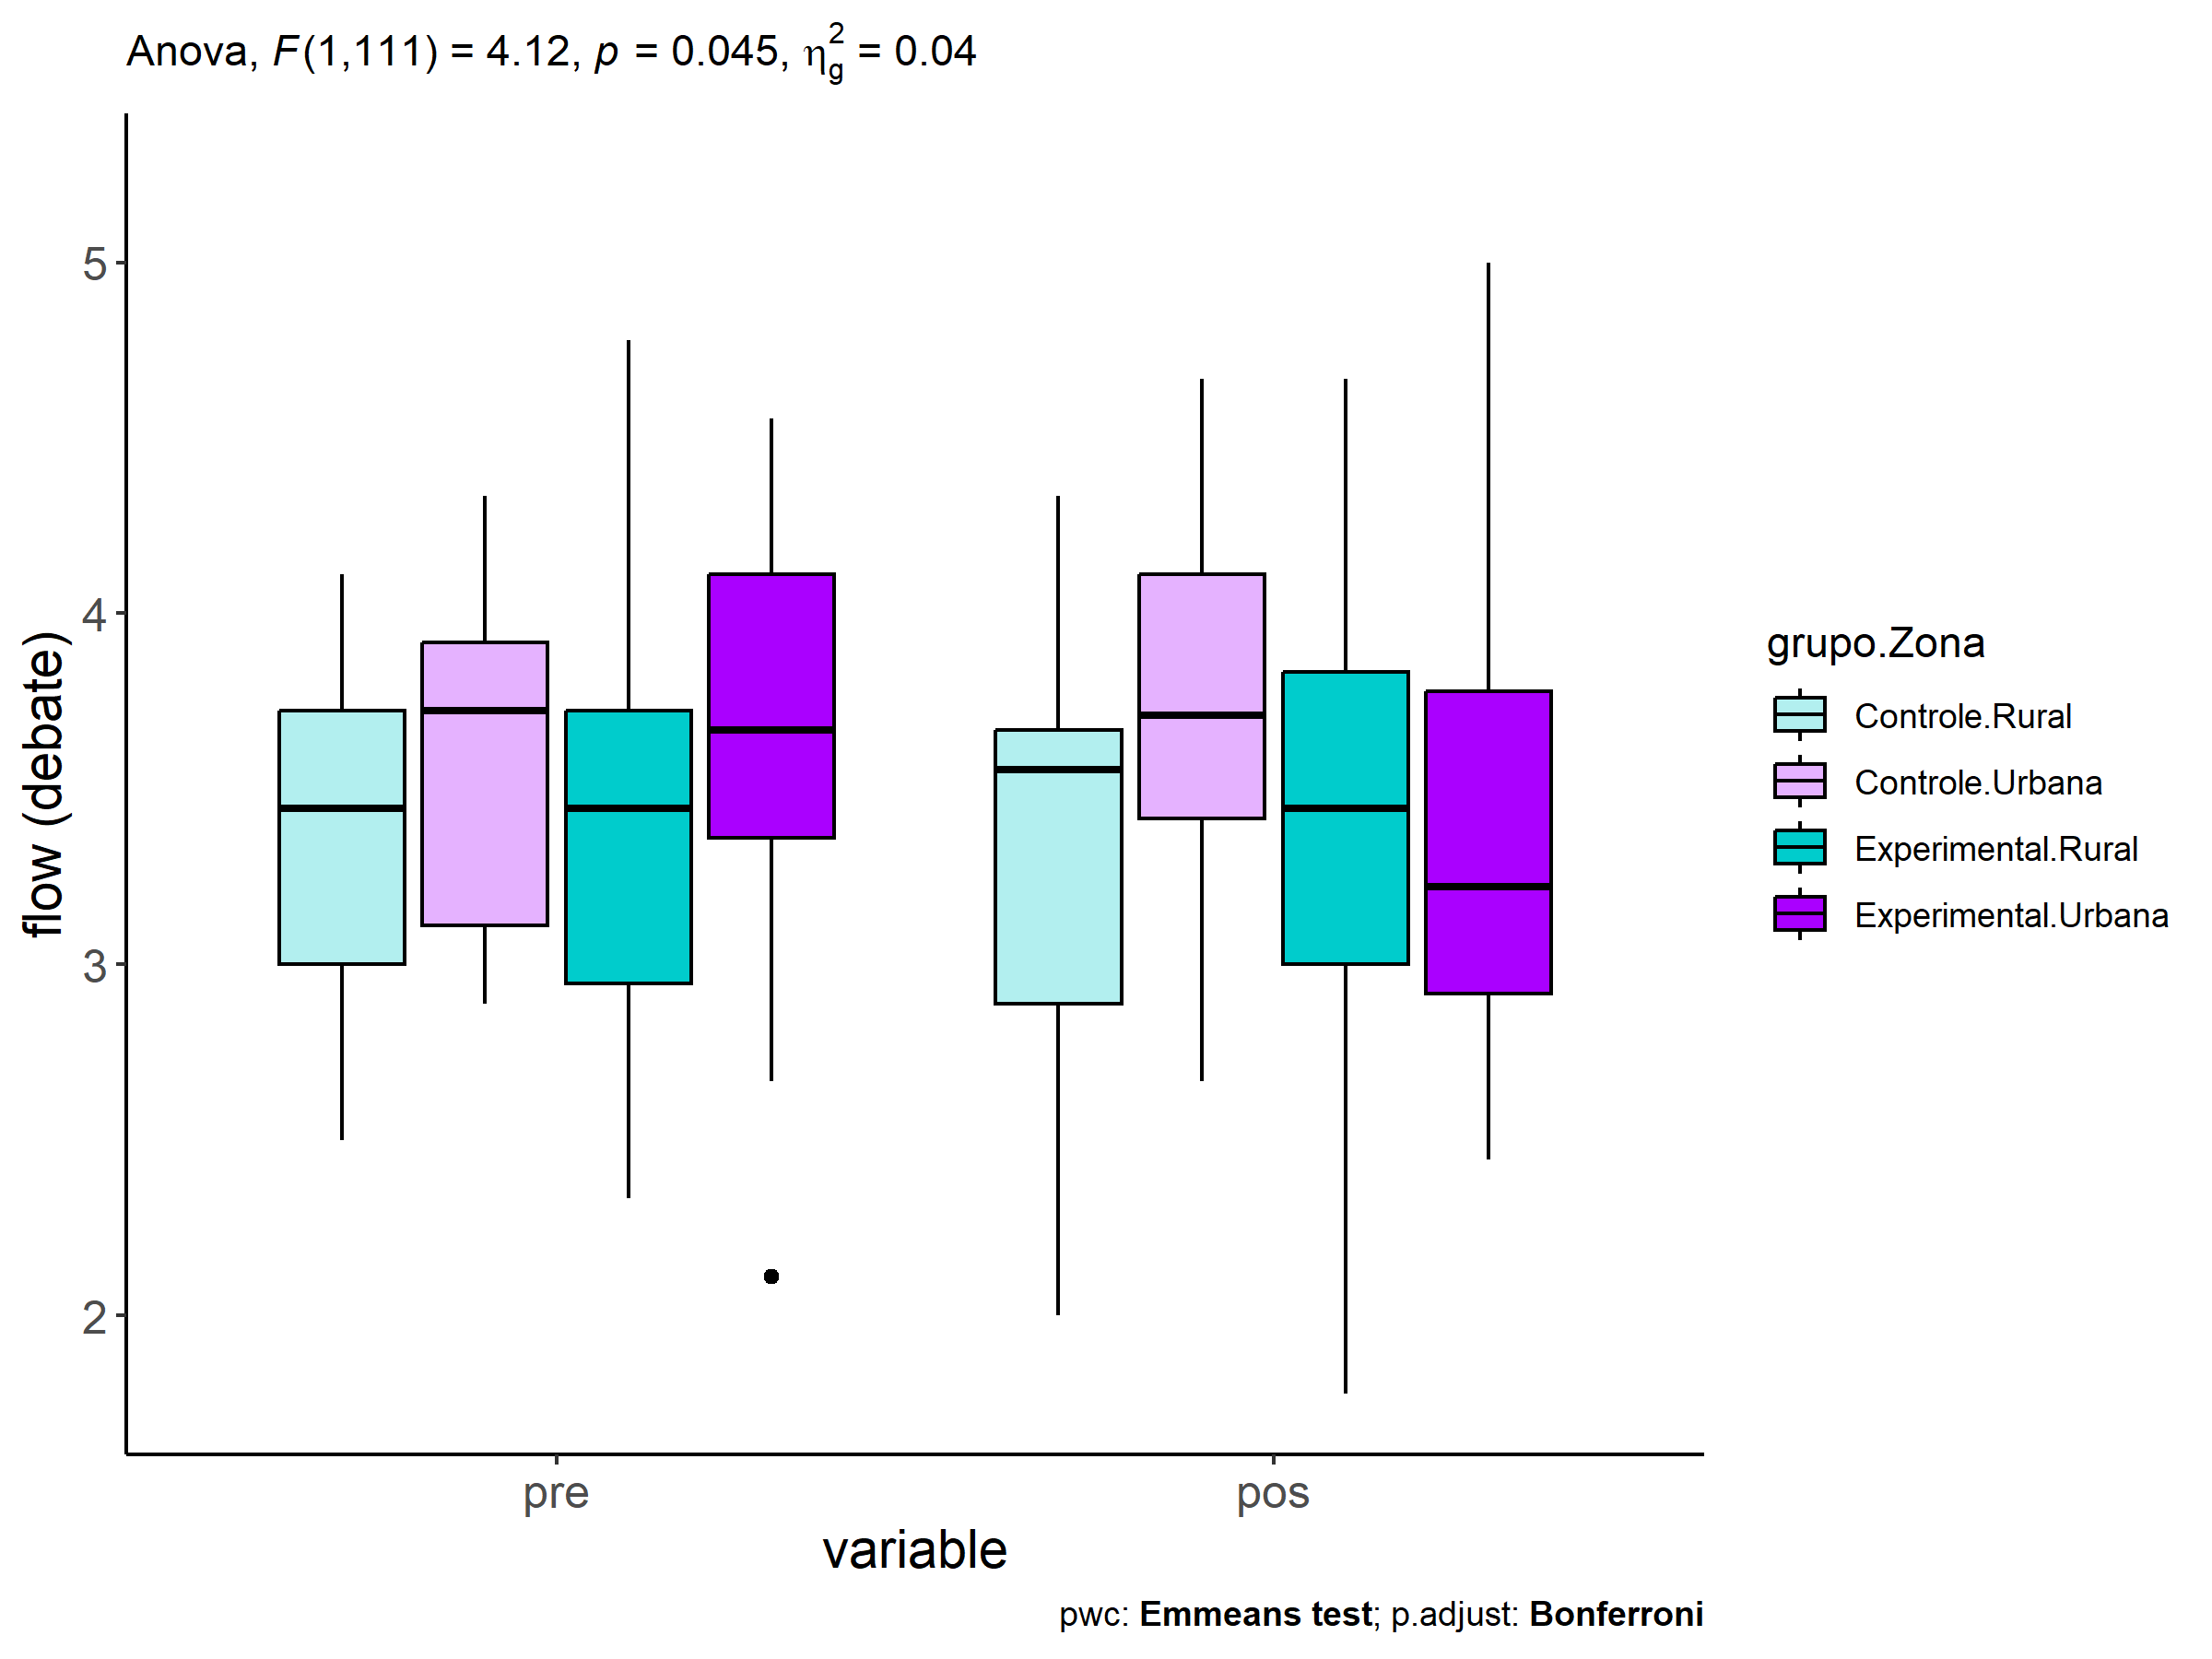 Anova, F(1,111) = 4.12, p = 0.045, η²g = 0.04
flow (debate)
5
4
3
2
pre
pos
variable
grupo.Zona
Controle.Rural
Controle.Urbana
Experimental.Rural
Experimental.Urbana
pwc: Emmeans test; p.adjust: Bonferroni